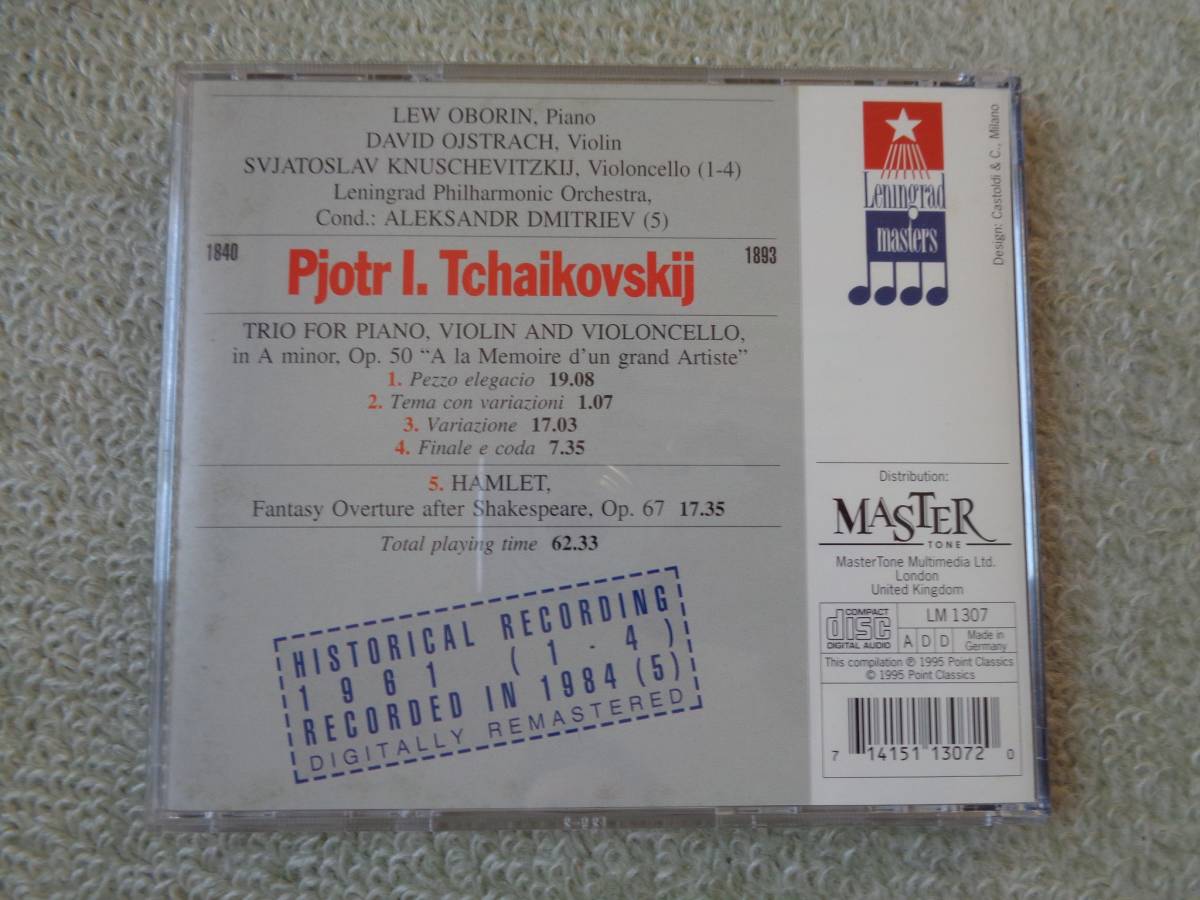 LEW OBORIN, Piano
DAVID OJSTRACH, Violin
SVJATOSLAV KNUSCHEVITZKIJ, Violoncello (1-4)
Leningrad Philharmonic Orchestra,
Cond.: ALEKSANDR DMITRIEV (5)
1840
Pjotr I. Tchaikovskij
1893
TRIO FOR PIANO, VIOLIN AND VIOLONCELLO,
in A minor, Op. 50 “A la Memoire d’un grand Artiste”
1. Pezzo elegacio 19.08
2. Tema con variazioni 1.07
3. Variazione 17.03
4. Finale e coda 7.35
5. HAMLET,
Fantasy Overture after Shakespeare, Op. 67 17.35
Total playing time 62.33
HISTORICAL RECORDING
1961 (1-4)
RECORDED IN 1984 (5)
DIGITALLY REMASTERED
Leningrad
masters
Design: Castoldi & C., Milano
Distribution:
MASTER
TONE
MasterTone Multimedia Ltd.
London
United Kingdom
COMPACT
disc
DIGITAL AUDIO
LM 1307
A D D
Made in
Germany
This compilation ℗ 1995 Point Classics
© 1995 Point Classics
7 14151 13072 0